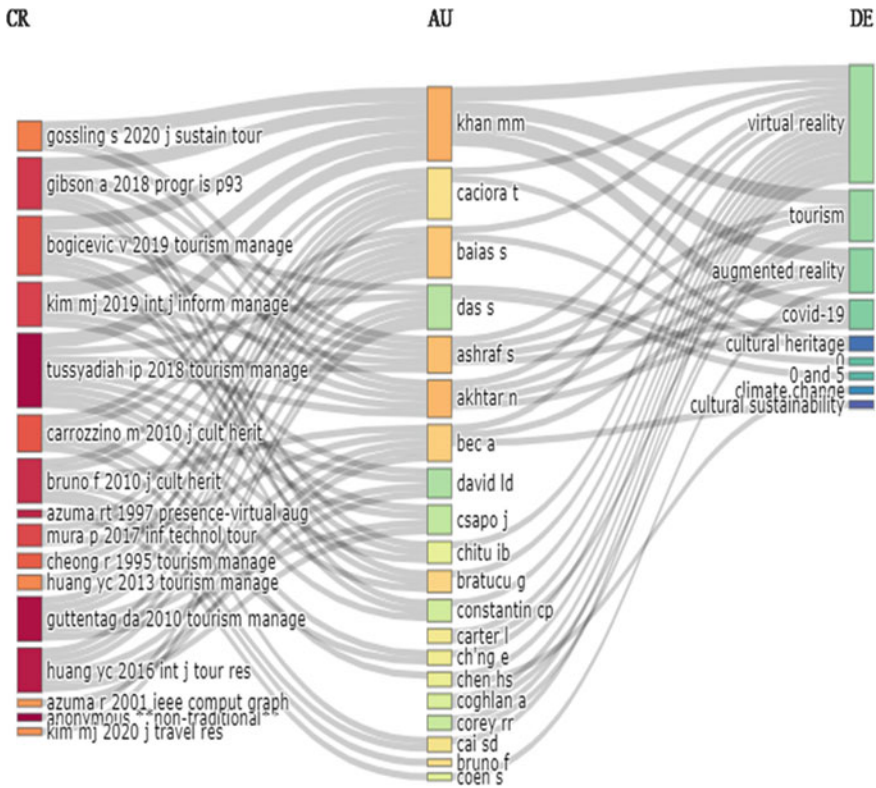 CR
AU
DE
gossling s 2020 j sustain tour
gibson a 2018 progr is p93
bogicevic v 2019 tourism manage
kim mj 2019 int j inform manage
tussyadiah ip 2018 tourism manage
carrozzino m 2010 j cult herit
bruno f 2010 j cult herit
azuma rt 1997 presence-virtual aug
mura p 2017 inf technol tour
cheong r 1995 tourism manage
huang yc 2013 tourism manage
guttentag da 2010 tourism manage
huang yc 2016 int j tour res
azuma r 2001 ieee comput graph
anonymous **non-traditional**
kim mj 2020 j travel res
khan mm
caciora t
baias s
das s
ashraf s
akhtar n
bec a
david ld
csapo j
chitu ib
bratucu g
constantin cp
carter l
ch'ng e
chen hs
coghlan a
corey rr
cai sd
bruno f
coen s
virtual reality
tourism
augmented reality
covid-19
cultural heritage
0
0 and 5
climate change
cultural sustainability